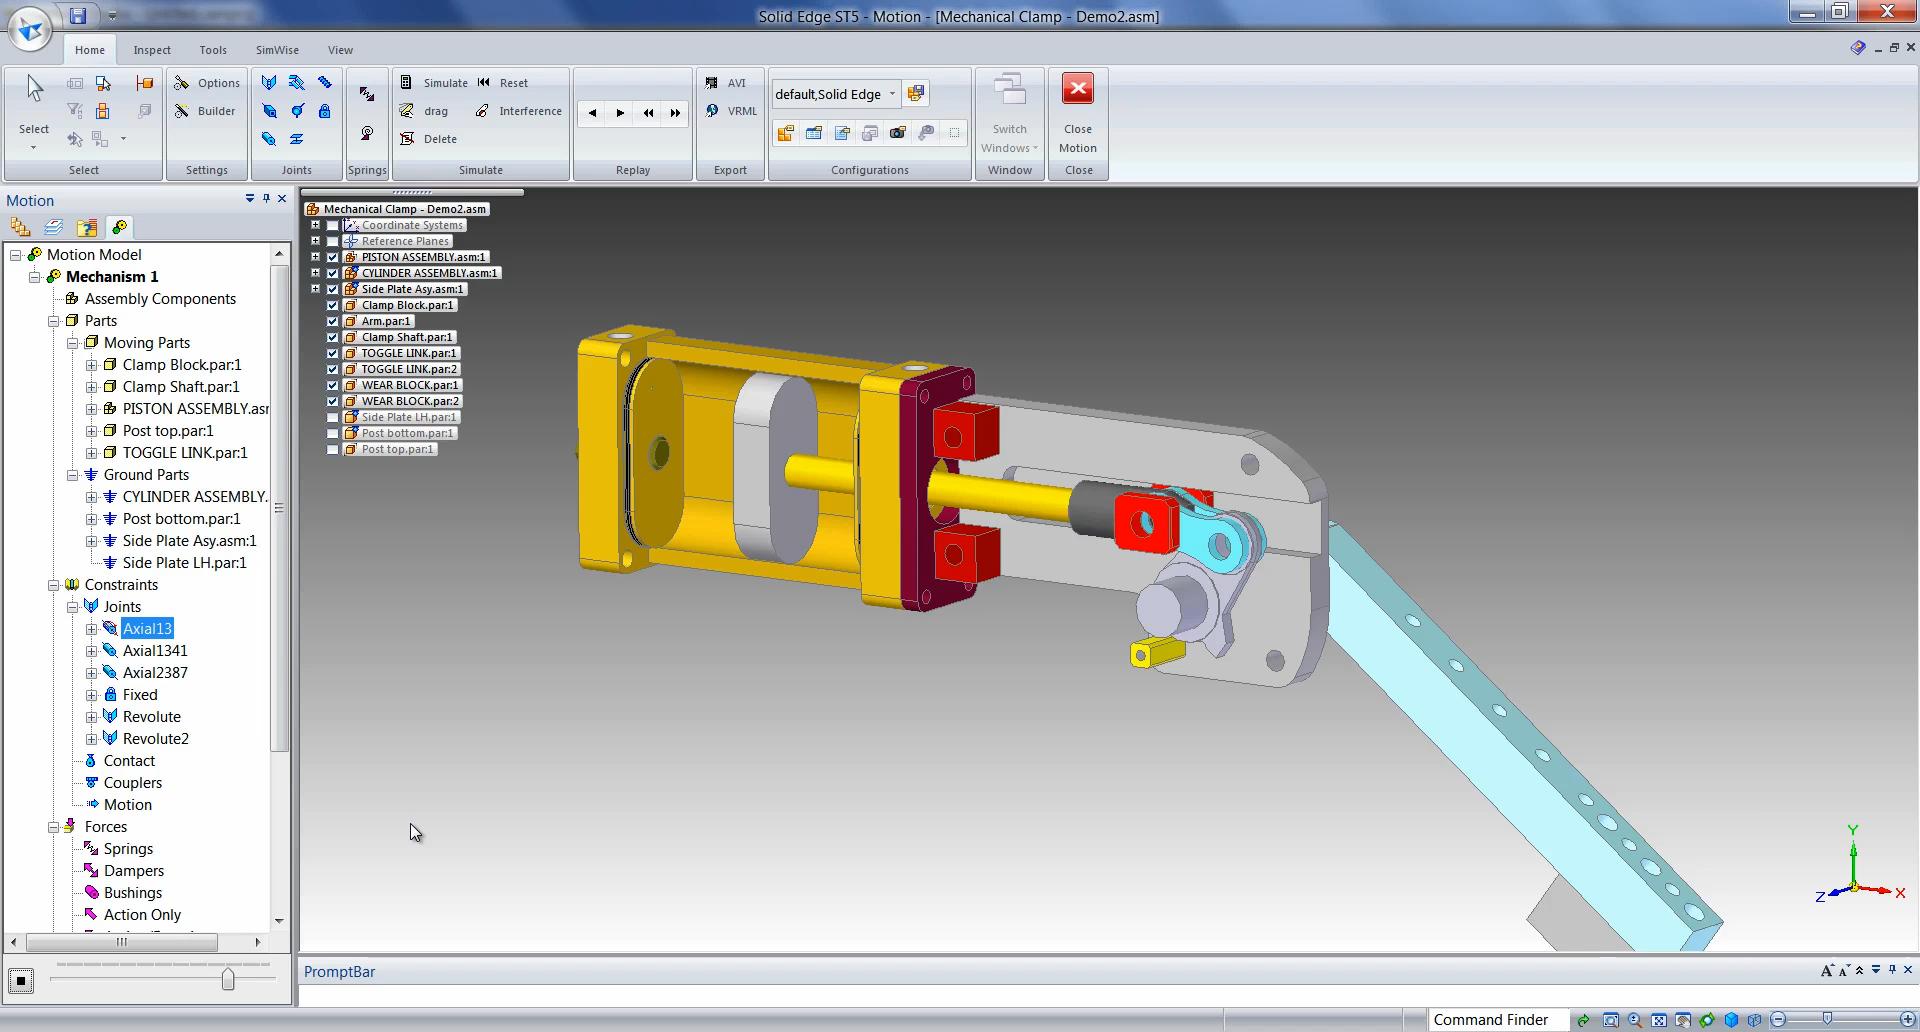 Solid Edge ST5 - Motion - [Mechanical Clamp - Demo2.asm]
Home Inspect Tools SimWise View
Select
Select
Options
Builder
Settings
Joints
Springs
Simulate Reset
drag Interference
Delete
Simulate
Replay
AVI
VRML
Export
default,Solid Edge
Configurations
Switch
Windows
Window
Close
Motion
Close
Motion
Motion Model
Mechanism 1
Assembly Components
Parts
Moving Parts
Clamp Block.par:1
Clamp Shaft.par:1
PISTON ASSEMBLY.asr
Post top.par:1
TOGGLE LINK.par:1
Ground Parts
CYLINDER ASSEMBLY.
Post bottom.par:1
Side Plate Asy.asm:1
Side Plate LH.par:1
Constraints
Joints
Axial13
Axial1341
Axial2387
Fixed
Revolute
Revolute2
Contact
Couplers
Motion
Forces
Springs
Dampers
Bushings
Action Only
Mechanical Clamp - Demo2.asm
Coordinate Systems
Reference Planes
PISTON ASSEMBLY.asm:1
CYLINDER ASSEMBLY.asm:1
Side Plate Asy.asm:1
Clamp Block.par:1
Arm.par:1
Clamp Shaft.par:1
TOGGLE LINK.par:1
TOGGLE LINK.par:2
WEAR BLOCK.par:1
WEAR BLOCK.par:2
Side Plate LH.par:1
Post bottom.par:1
Post top.par:1
Y
Z X
PromptBar
A A
Command Finder